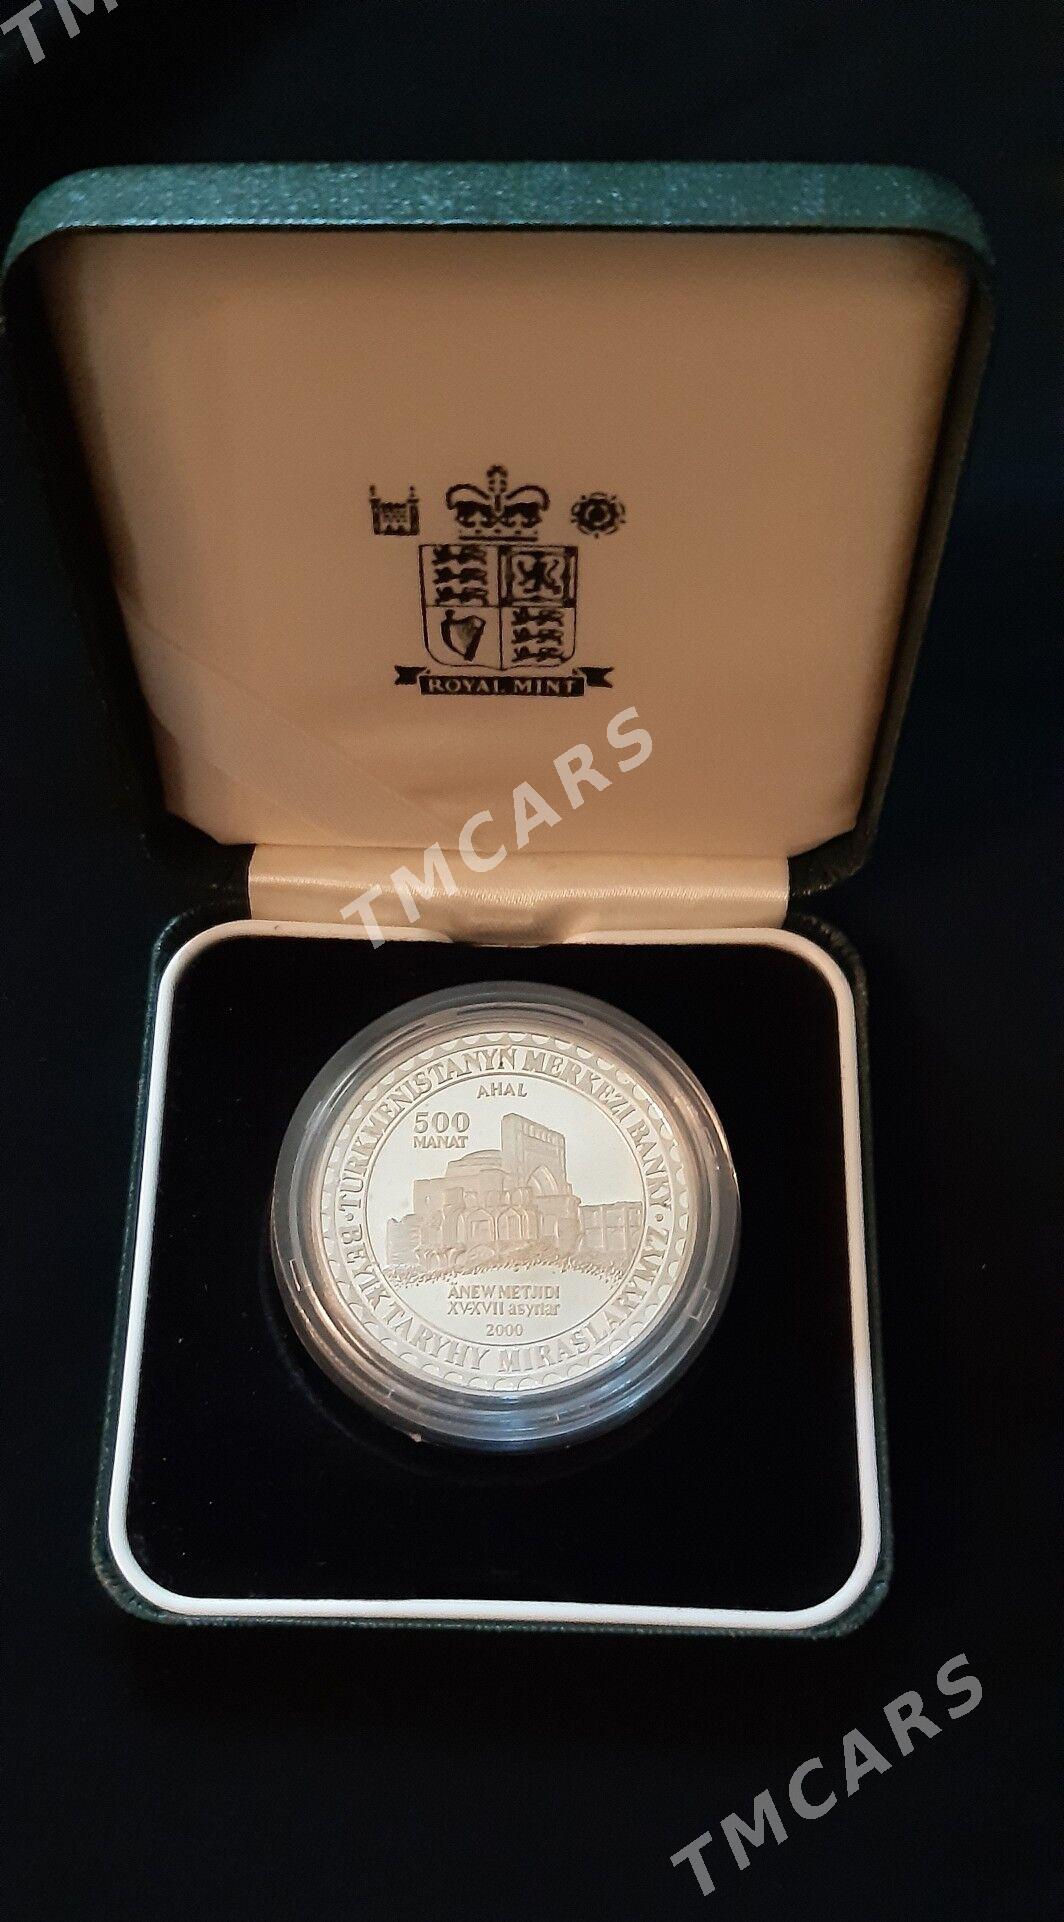 TM
ROYAL MINT
TMCARS
TÜRKMENISTANYŇ MERKEZI BANKY
AHAL
500
MANAT
ÄNEW METJIDI
XV-XVII asyrlar
2000
BEÝIK TARYHY MIRASLARYMYZ
TMCARS